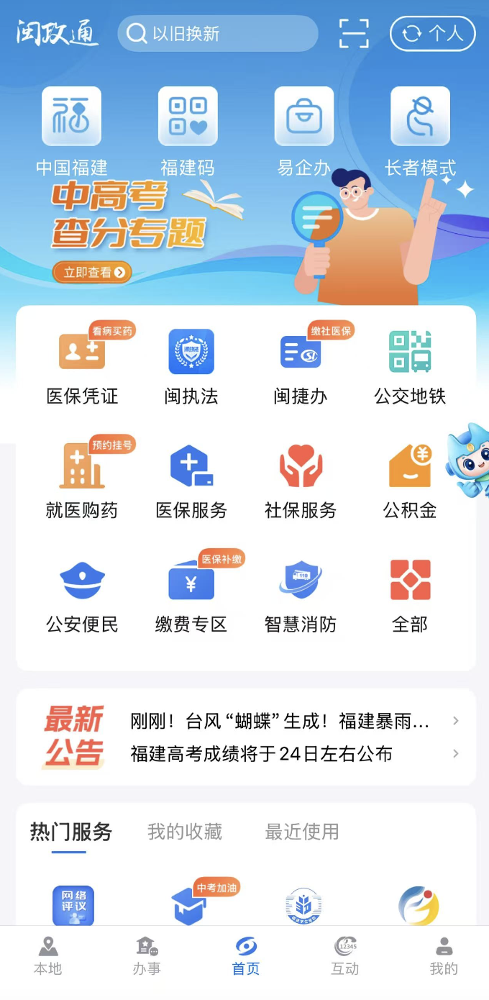 闽政通
以旧换新
个人
中国福建
福建码
易企办
长者模式
中高考
查分专题
立即查看
看病买药
缴社医保
医保凭证
闽执法
闽捷办
公交地铁
预约挂号
就医购药
医保服务
社保服务
公积金
医保补缴
119
公安便民
缴费专区
智慧消防
全部
最新
公告
刚刚！台风“蝴蝶”生成！福建暴雨...
福建高考成绩将于24日左右公布
热门服务
我的收藏
最近使用
网络
评议
中考加油
12345
本地
办事
首页
互动
我的